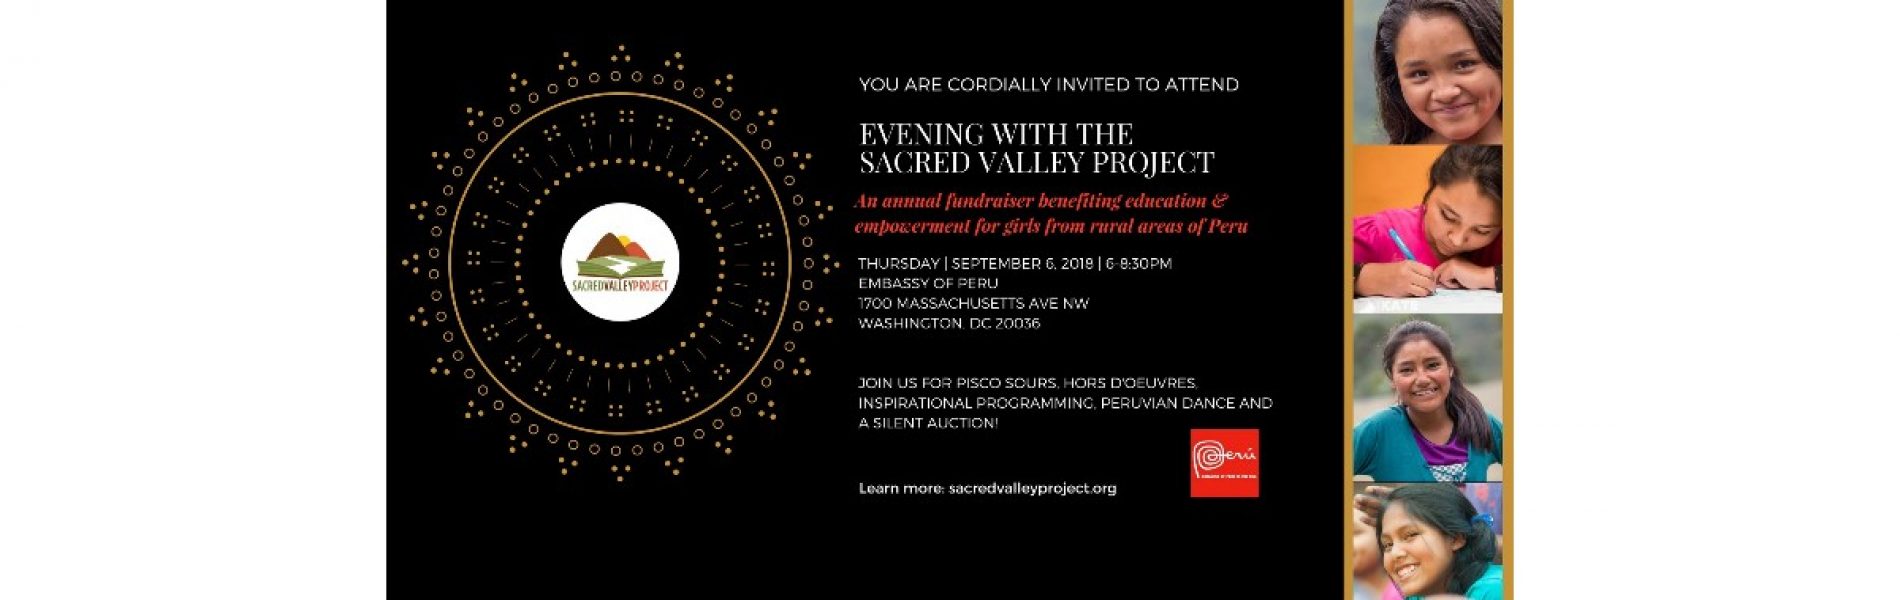 YOU ARE CORDIALLY INVITED TO ATTEND
EVENING WITH THE
SACRED VALLEY PROJECT
An annual fundraiser benefiting education &
empowerment for girls from rural areas of Peru
THURSDAY | SEPTEMBER 6, 2018 | 6-8:30PM
EMBASSY OF PERU
1700 MASSACHUSETTS AVE NW
WASHINGTON, DC 20036
JOIN US FOR PISCO SOURS, HORS D'OEUVRES,
INSPIRATIONAL PROGRAMMING, PERUVIAN DANCE AND
A SILENT AUCTION!
Learn more: sacredvalleyproject.org
SACREDVALLEYPROJECT
Perú